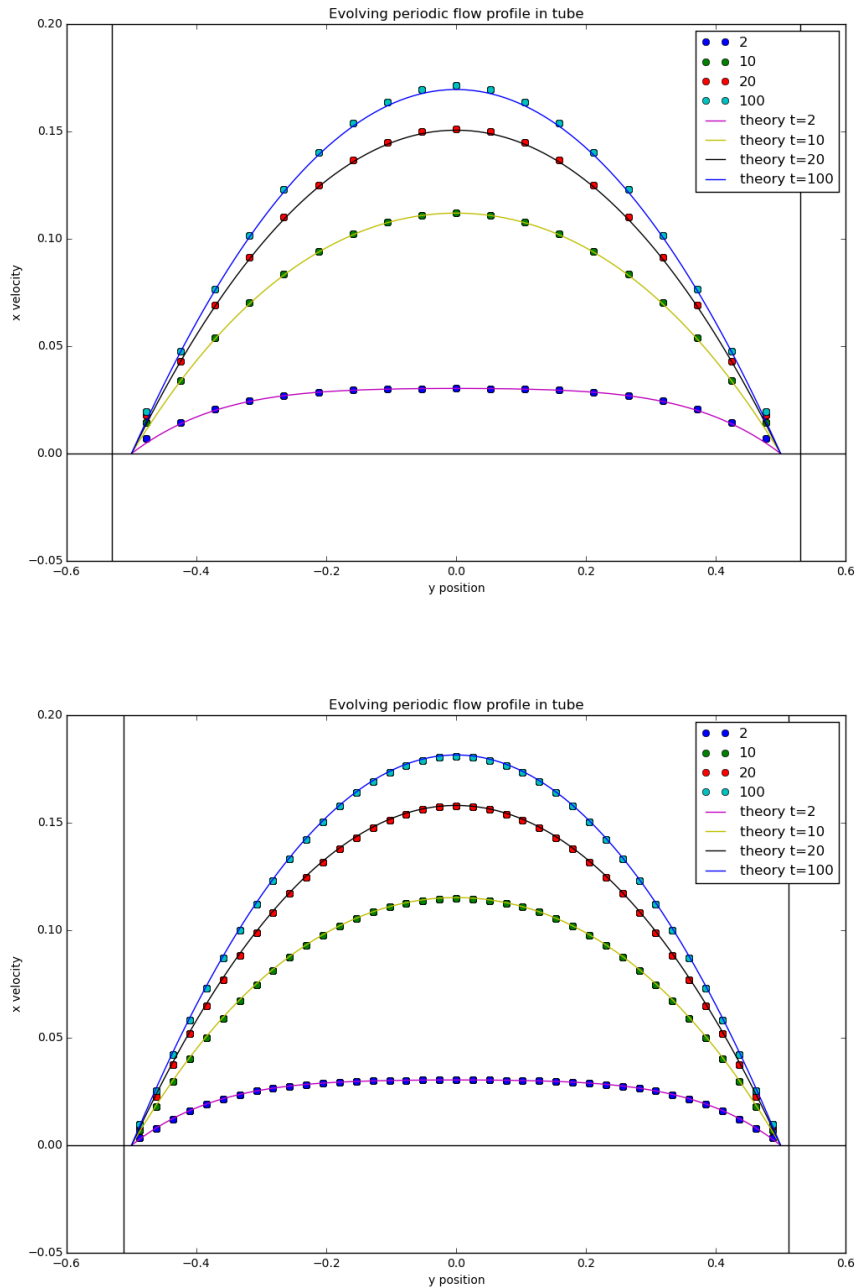 Evolving periodic flow profile in tube
0.20
0.15
0.10
0.05
0.00
−0.05
x velocity
2
10
20
100
theory t=2
theory t=10
theory t=20
theory t=100
−0.6
−0.4
−0.2
0.0
0.2
0.4
0.6
y position
Evolving periodic flow profile in tube
0.20
0.15
0.10
0.05
0.00
−0.05
x velocity
2
10
20
100
theory t=2
theory t=10
theory t=20
theory t=100
−0.6
−0.4
−0.2
0.0
0.2
0.4
0.6
y position